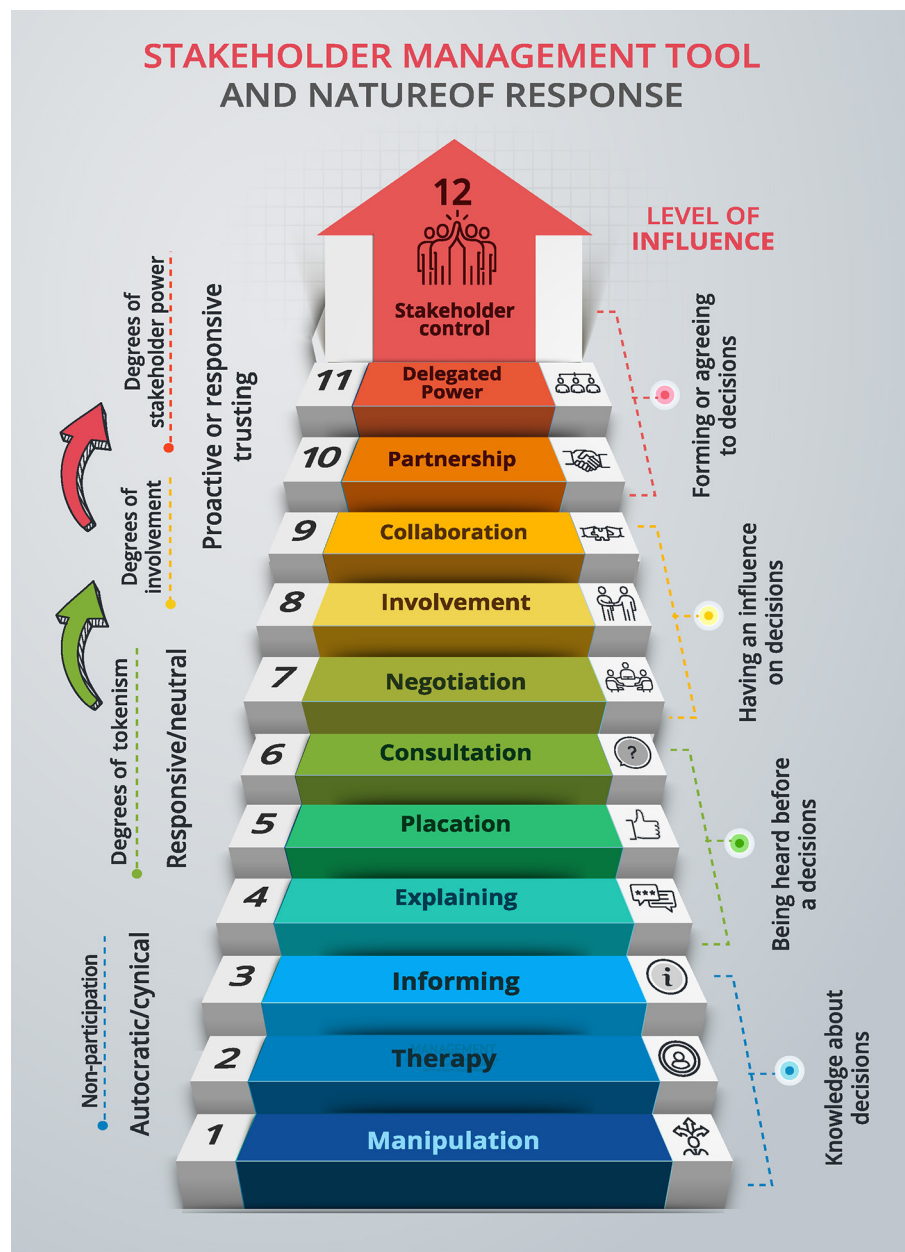 STAKEHOLDER MANAGEMENT TOOL
AND NATUREOF RESPONSE
12
Stakeholder
control
LEVEL OF
INFLUENCE
Degrees of
stakeholder power
Proactive or responsive
trusting
Degrees of
involvement
Degrees of tokenism
Responsive/neutral
Non-participation
Autocratic/cynical
11
Delegated
Power
10
Partnership
9
Collaboration
8
Involvement
7
Negotiation
6
Consultation
?
5
Placation
4
Explaining
3
Informing
i
2
MANAGEMENT
Therapy
1
Manipulation
Forming or agreeing
to decisions
Having an influence
on decisions
Being heard before
a decisions
Knowledge about
decisions